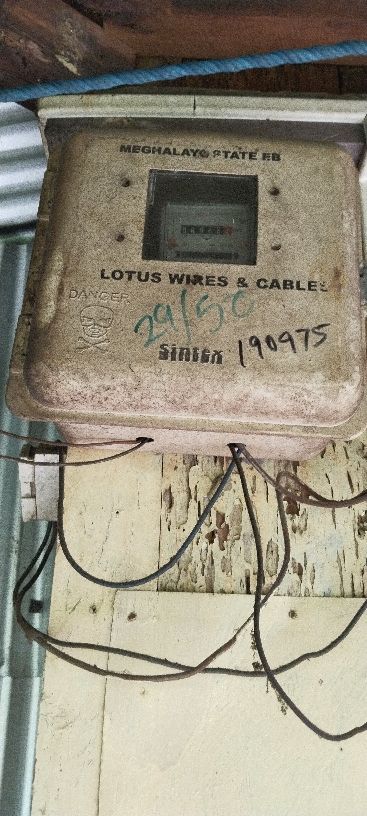 MEGHALAYA STATE EB
LOTUS WIRES & CABLES
DANGER
29/50
Sintex
190975